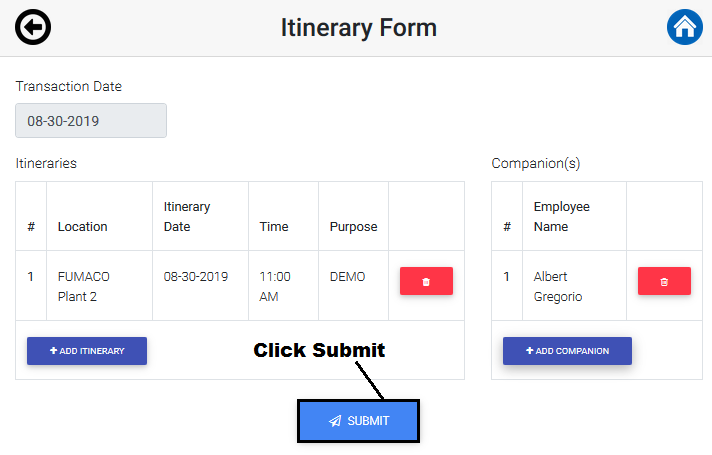 Itinerary Form
Transaction Date
08-30-2019
Itineraries
# Location Itinerary Date Time Purpose
1 FUMACO Plant 2 08-30-2019 11:00 AM DEMO
ADD ITINERARY
Companion(s)
# Employee Name
1 Albert Gregorio
ADD COMPANION
Click Submit
SUBMIT